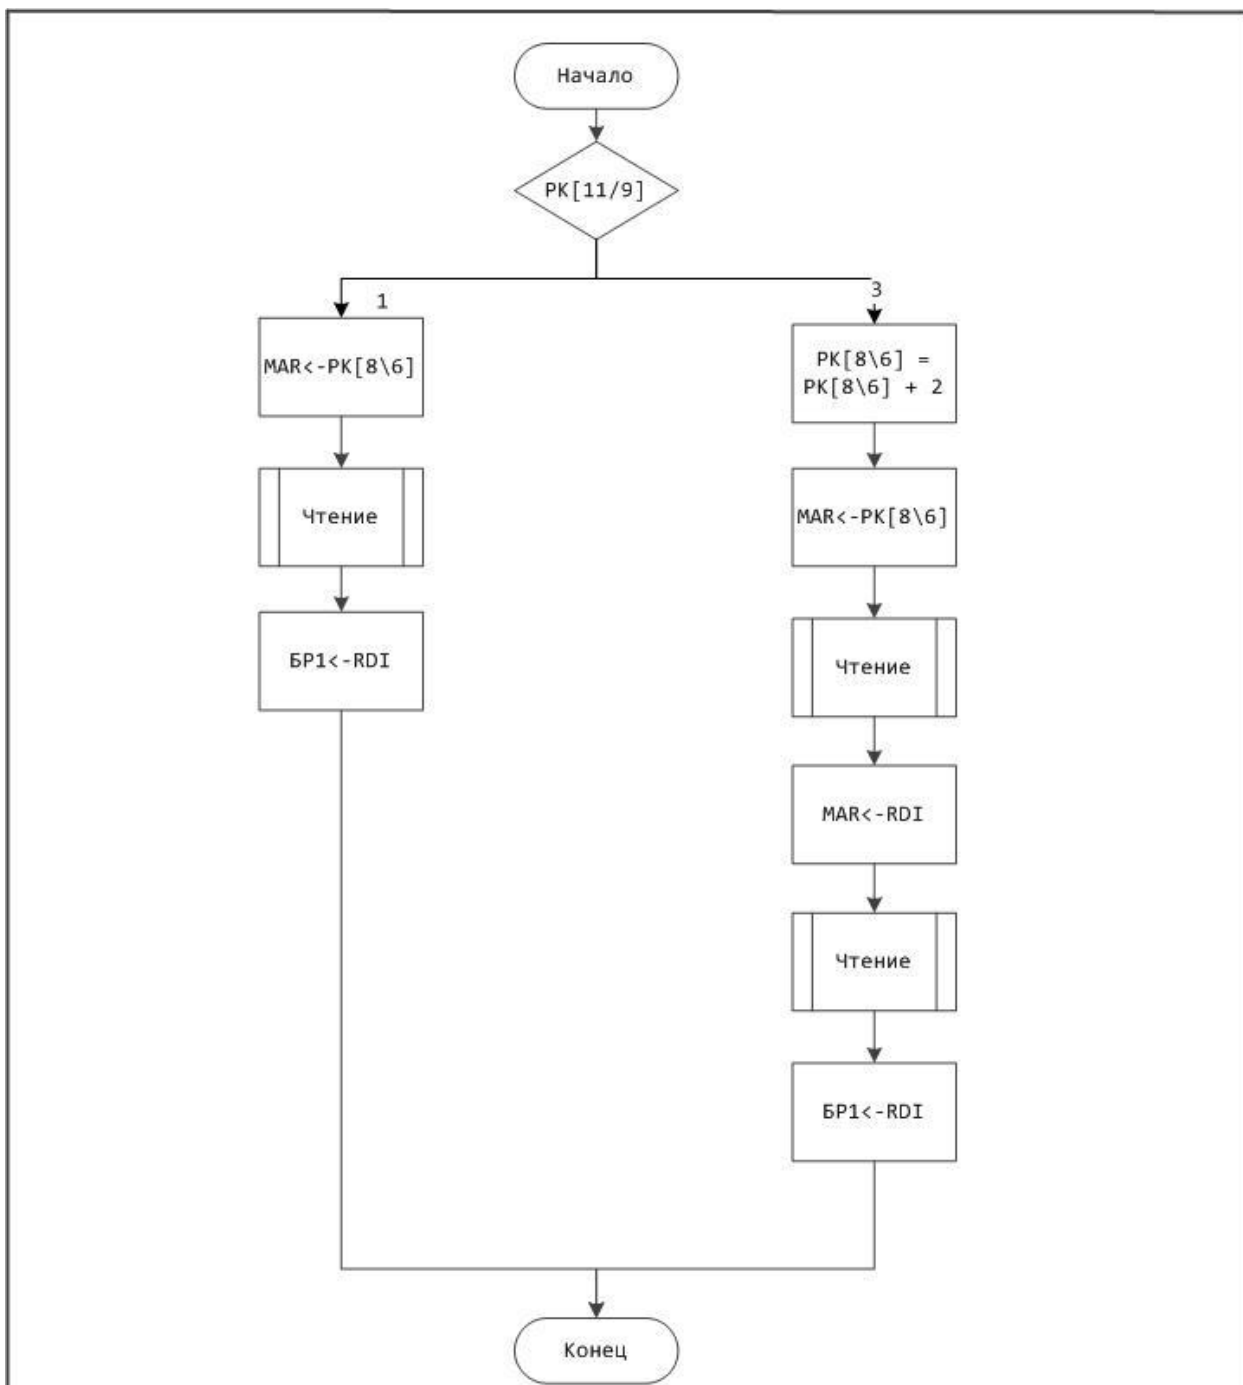 Начало
РК[11/9]
1
3
MAR<-РК[8\6]
РК[8\6] =
РК[8\6] + 2
Чтение
MAR<-РК[8\6]
БР1<-RDI
Чтение
MAR<-RDI
Чтение
БР1<-RDI
Конец